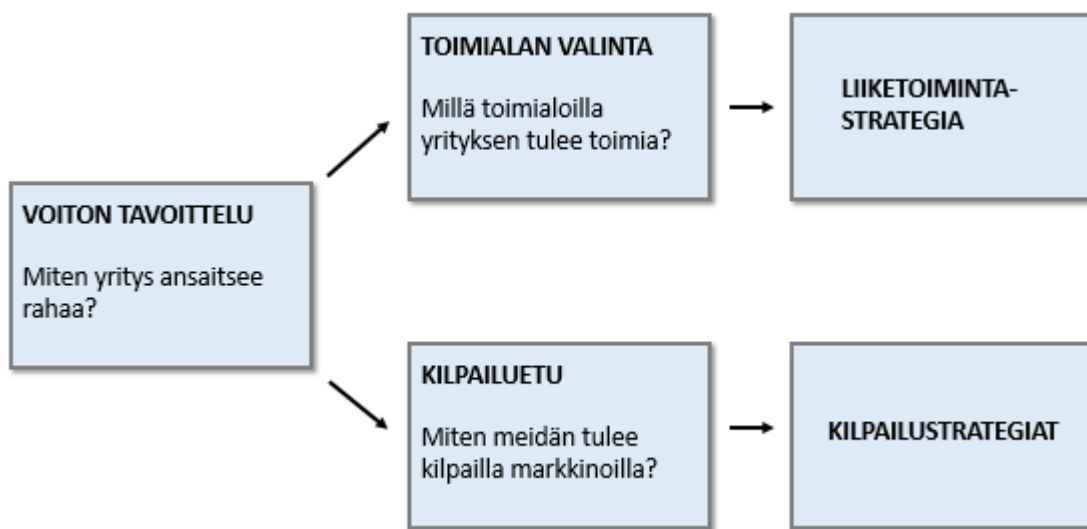 TOIMIALAN VALINTA
Millä toimialoilla
yrityksen tulee toimia?
LIIKETOIMINTA-
STRATEGIA
VOITON TAVOITTELU
Miten yritys ansaitsee
rahaa?
KILPAILUETU
Miten meidän tulee
kilpailla markkinoilla?
KILPAILUSTRATEGIAT